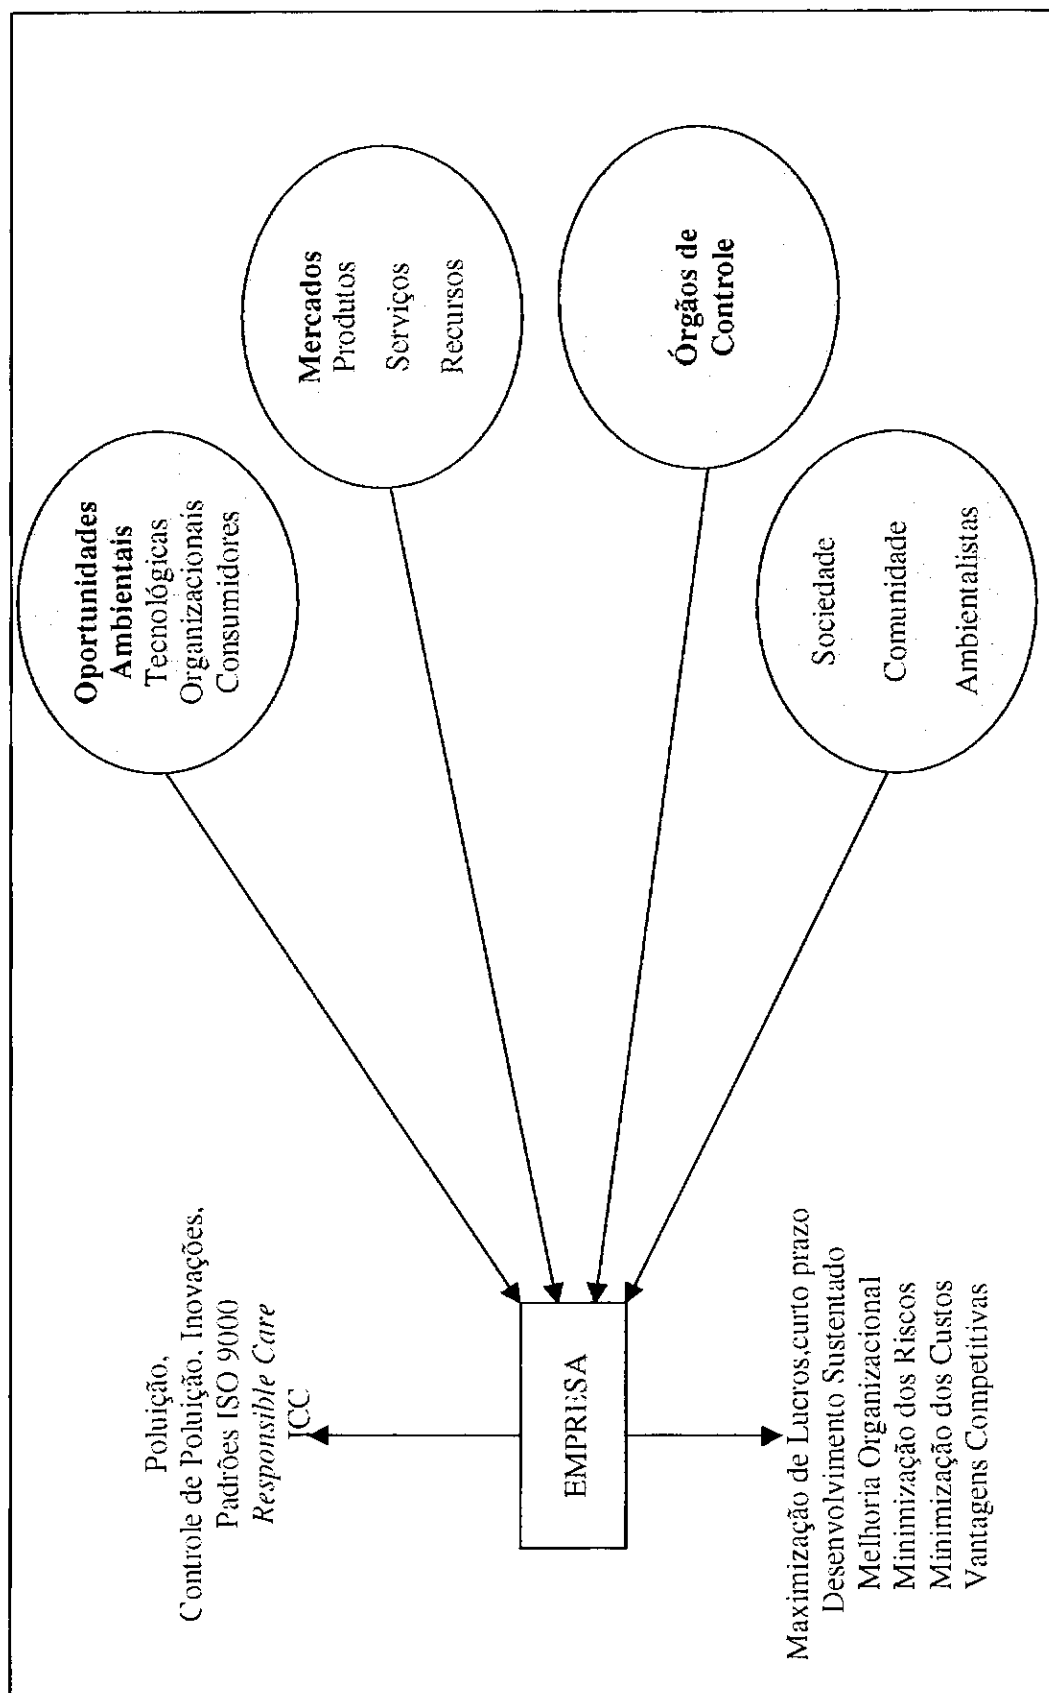 Poluição,
Controle de Poluição, Inovações,
Padrões ISO 9000
Responsible Care
ICC
EMPRESA
Maximização de Lucros,curto prazo
Desenvolvimento Sustentado
Melhoria Organizacional
Minimização dos Riscos
Minimização dos Custos
Vantagens Competitivas
Oportunidades
Ambientais
Tecnológicas
Organizacionais
Consumidores
Mercados
Produtos
Serviços
Recursos
Órgãos de
Controle
Sociedade
Comunidade
Ambientalistas